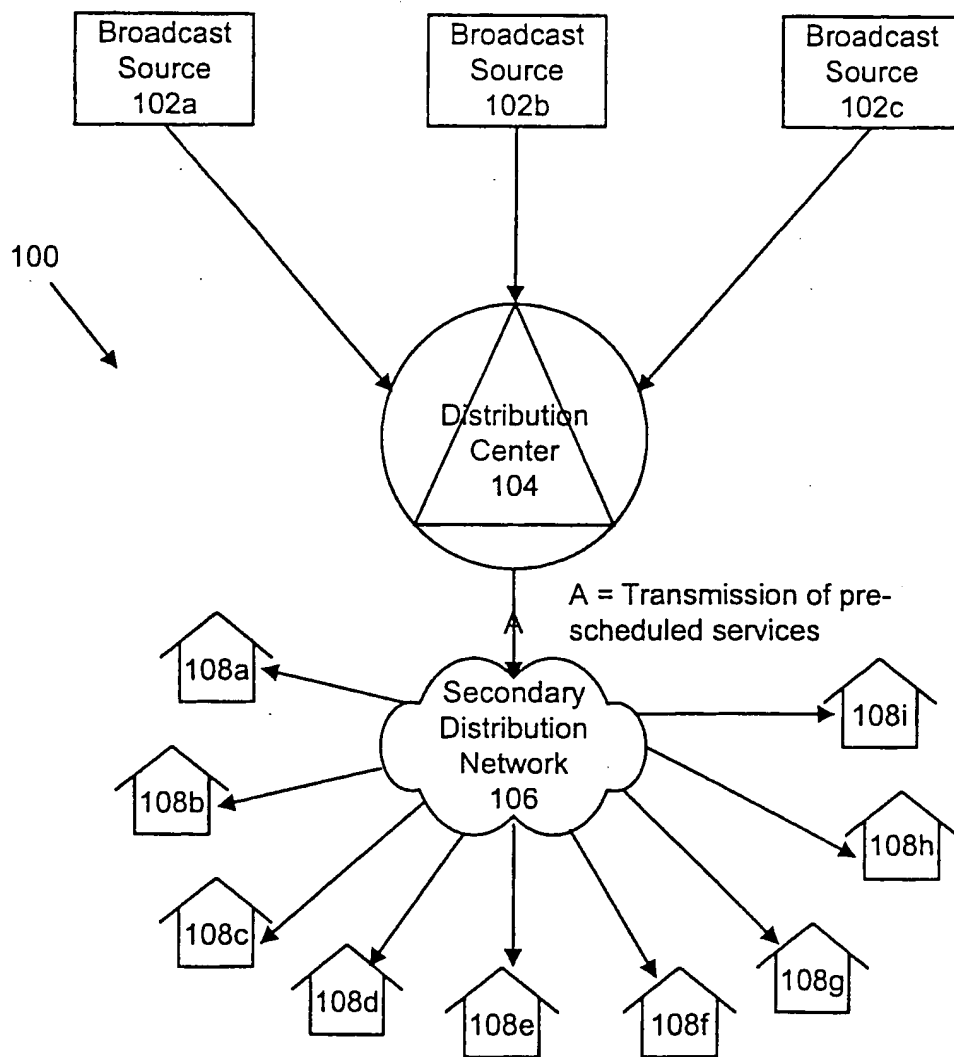 Broadcast
Source
102a
Broadcast
Source
102b
Broadcast
Source
102c
100
Distribution
Center
104
A
A = Transmission of pre-
scheduled services
Secondary
Distribution
Network
106
108a
108b
108c
108d
108e
108f
108g
108h
108i